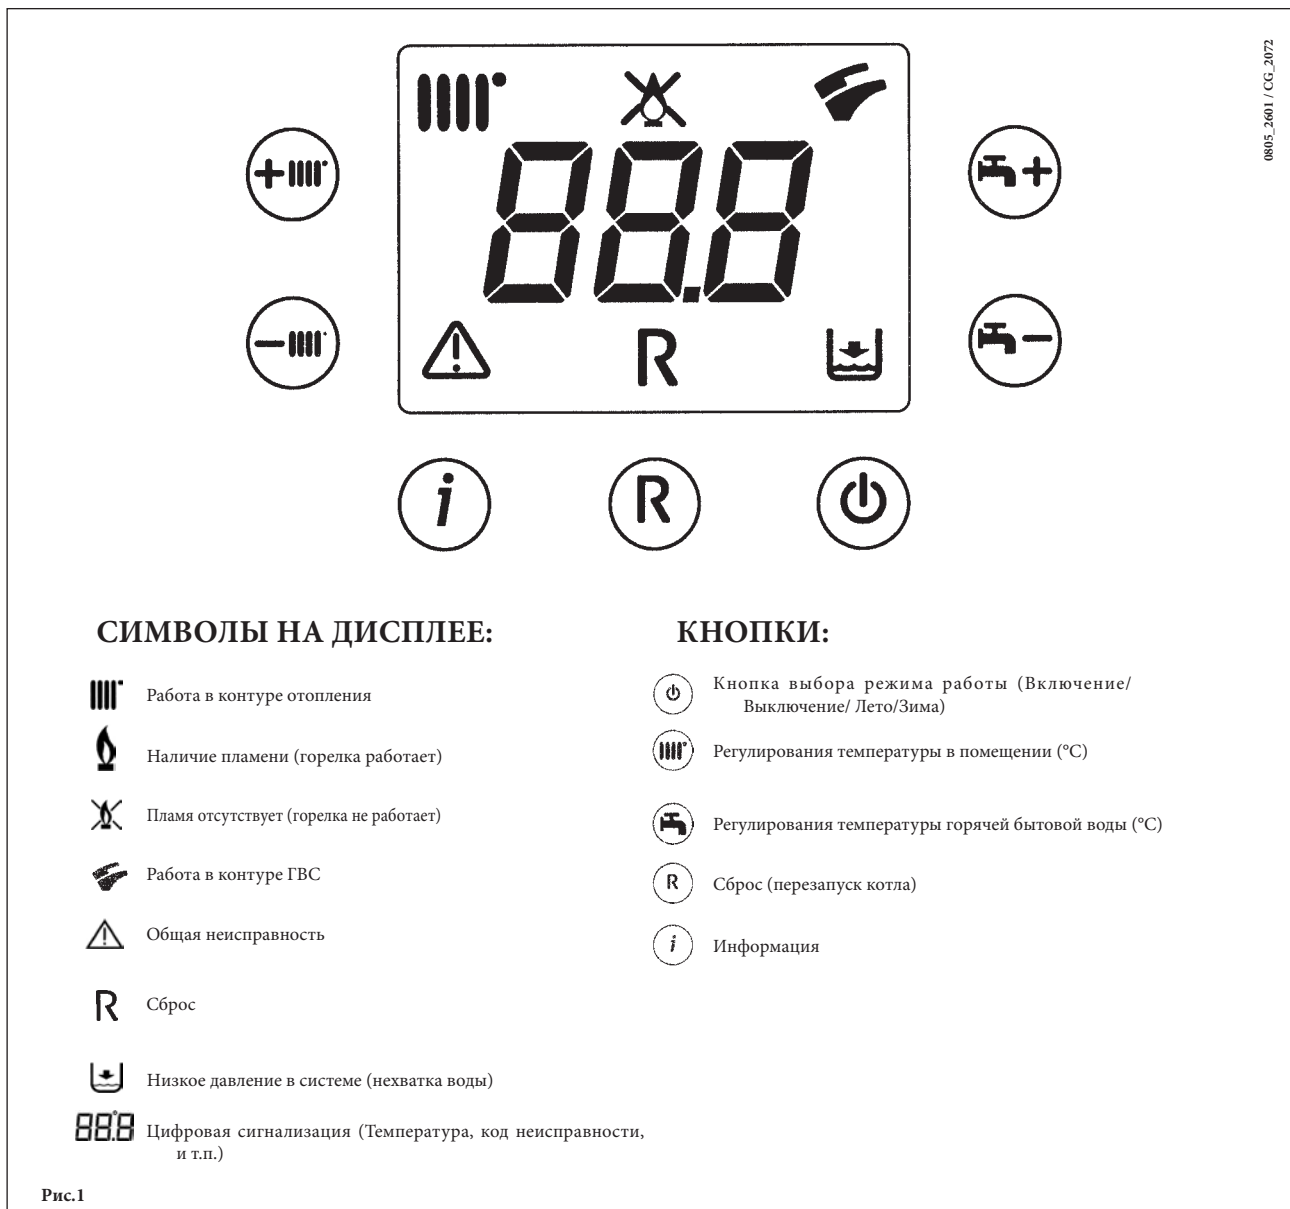 0805_2601 / CG_2072
88.8
R
i
R
СИМВОЛЫ НА ДИСПЛЕЕ:
Работа в контуре отопления
Наличие пламени (горелка работает)
Пламя отсутствует (горелка не работает)
Работа в контуре ГВС
Общая неисправность
R Сброс
Низкое давление в системе (нехватка воды)
88.8 Цифровая сигнализация (Температура, код неисправности,
и т.п.)
КНОПКИ:
Кнопка выбора режима работы (Включение/
Выключение/ Лето/Зима)
Регулирования температуры в помещении (°C)
Регулирования температуры горячей бытовой воды (°C)
R Сброс (перезапуск котла)
i Информация
Рис.1